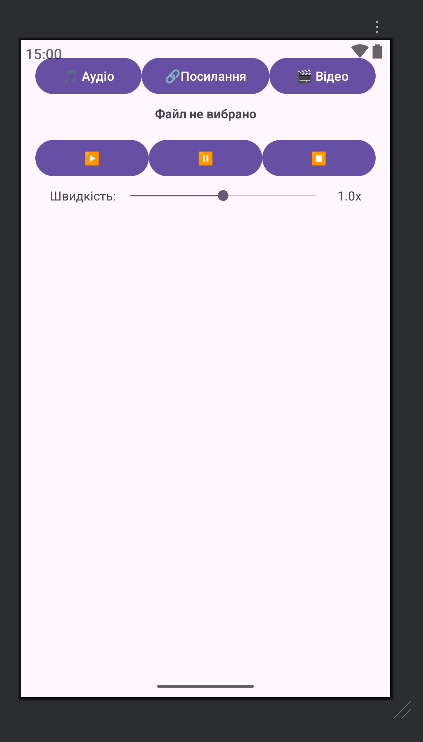 15:00
🎵 Аудіо 🔗Посилання 🎬 Відео
Файл не вибрано
Швидкість: 1.0x